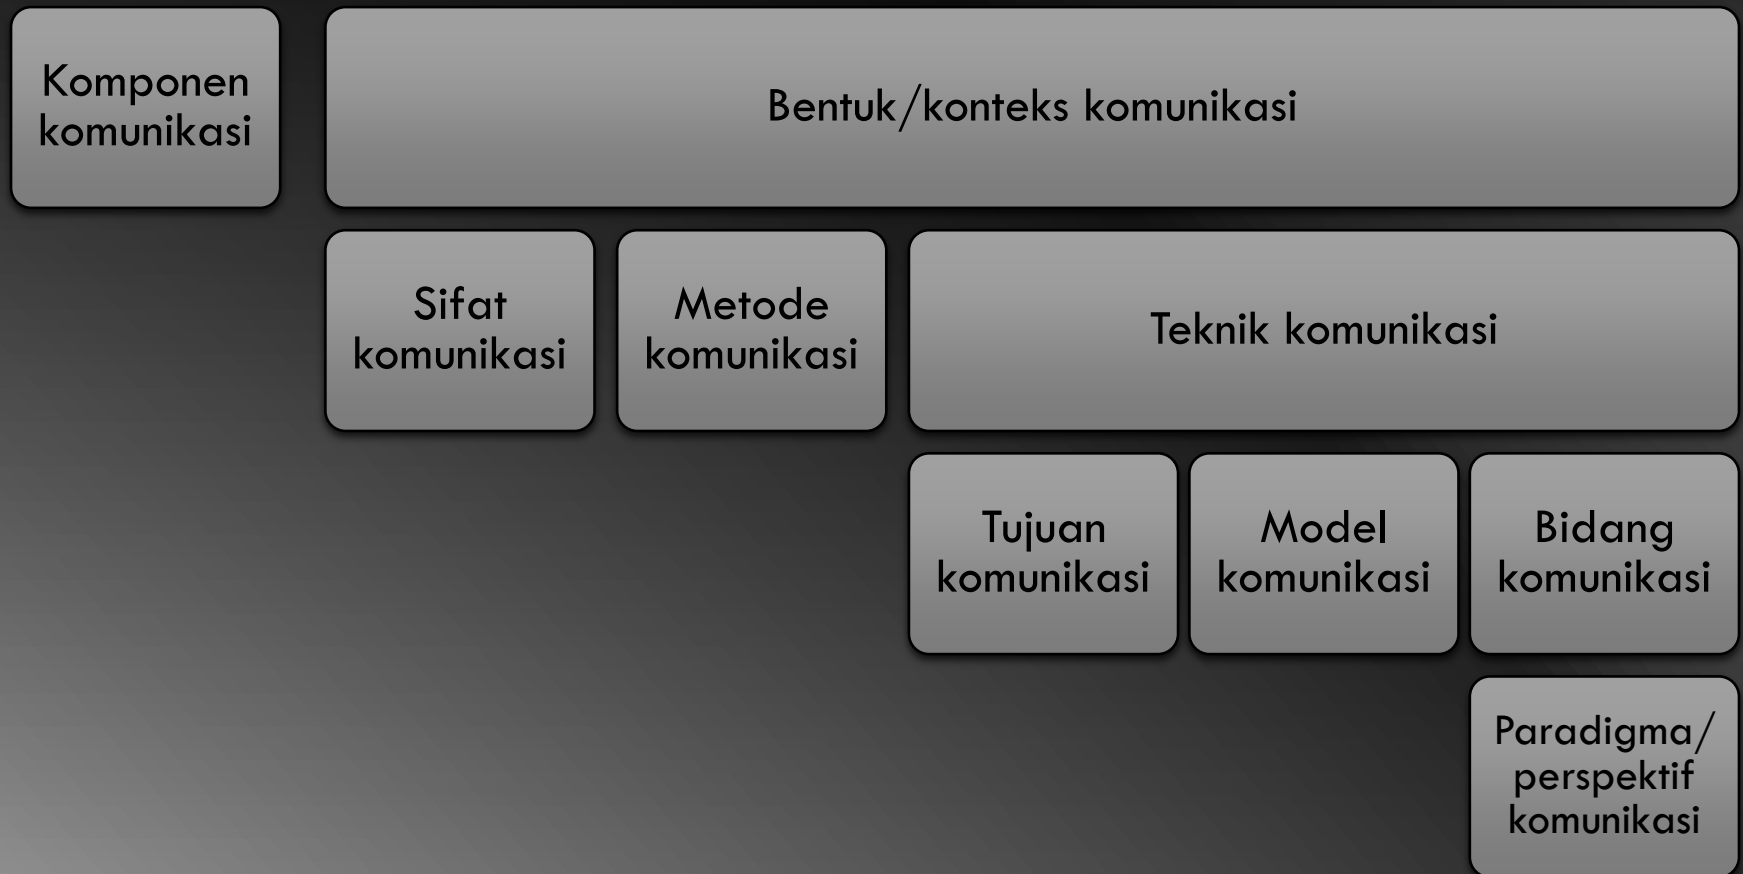 Komponen
komunikasi
Bentuk/konteks komunikasi
Sifat
komunikasi
Metode
komunikasi
Teknik komunikasi
Tujuan
komunikasi
Model
komunikasi
Bidang
komunikasi
Paradigma/
perspektif
komunikasi